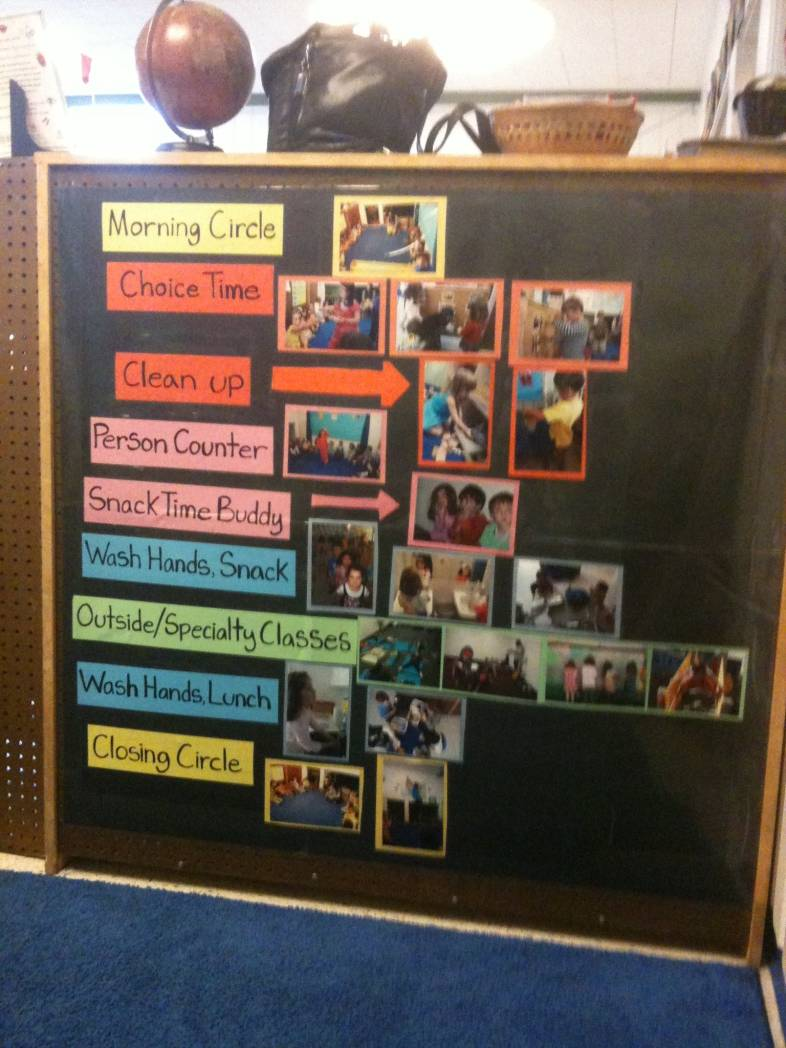 Morning Circle
Choice Time
Clean up
Person Counter
Snack Time Buddy
Wash Hands, Snack
Outside/Specialty Classes
Wash Hands, Lunch
Closing Circle